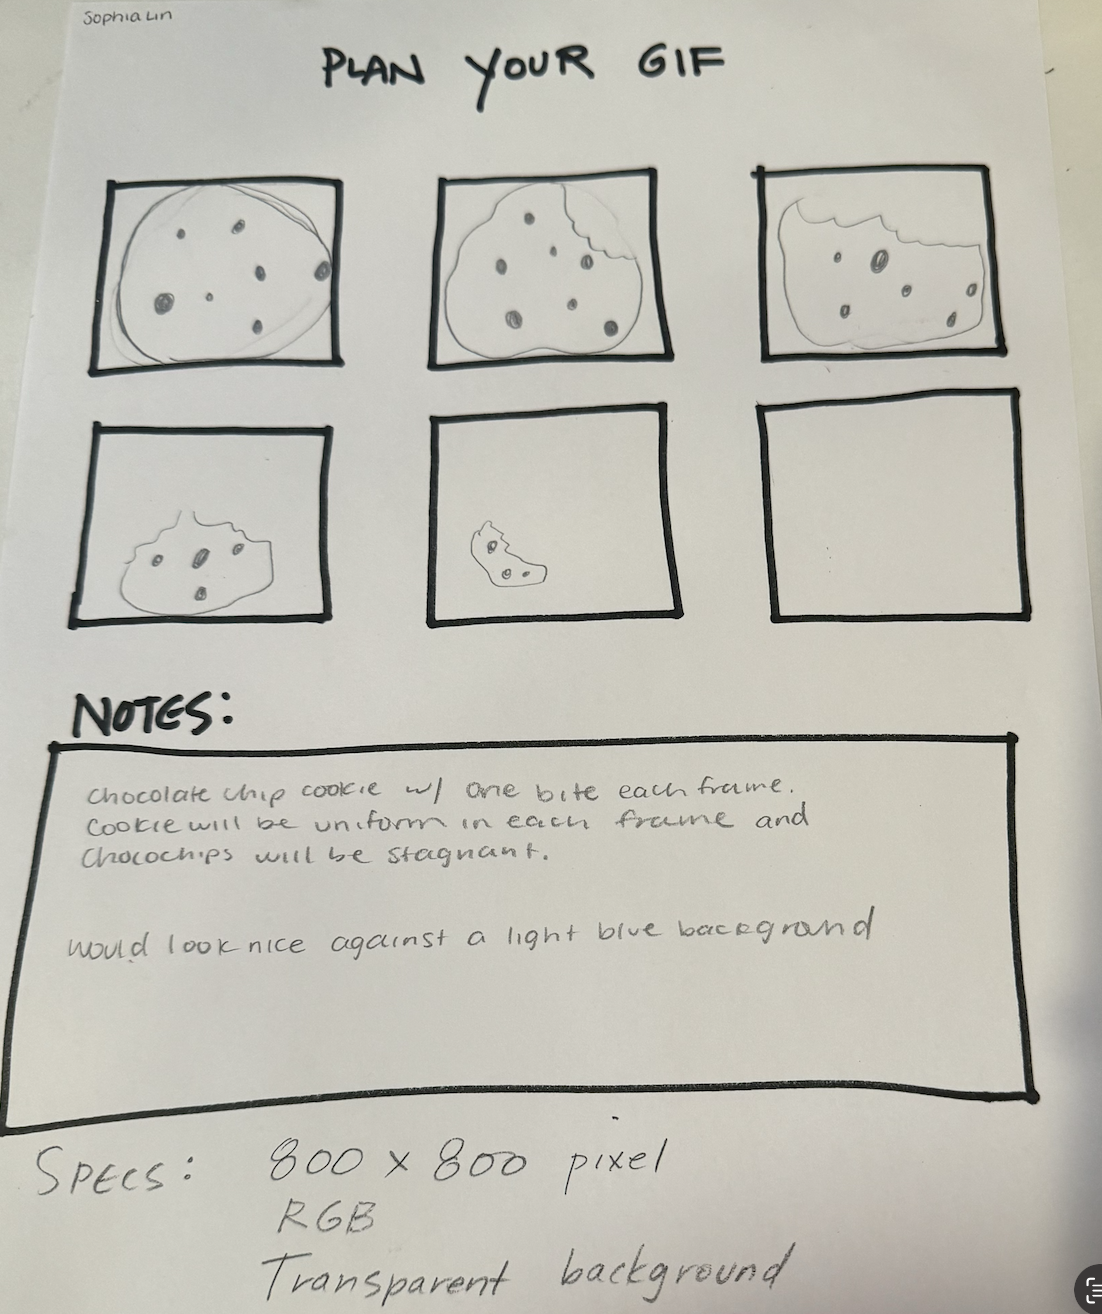 Sophia Lin
PLAN YOUR GIF
NOTES:
chocolate chip cookie w/ one bite each frame.
Cookie will be uniform in each frame and
Chocochips will be stagnant.
would look nice against a light blue backgrand
SPECS: 800 x 800 pixel
RGB
Transparent background